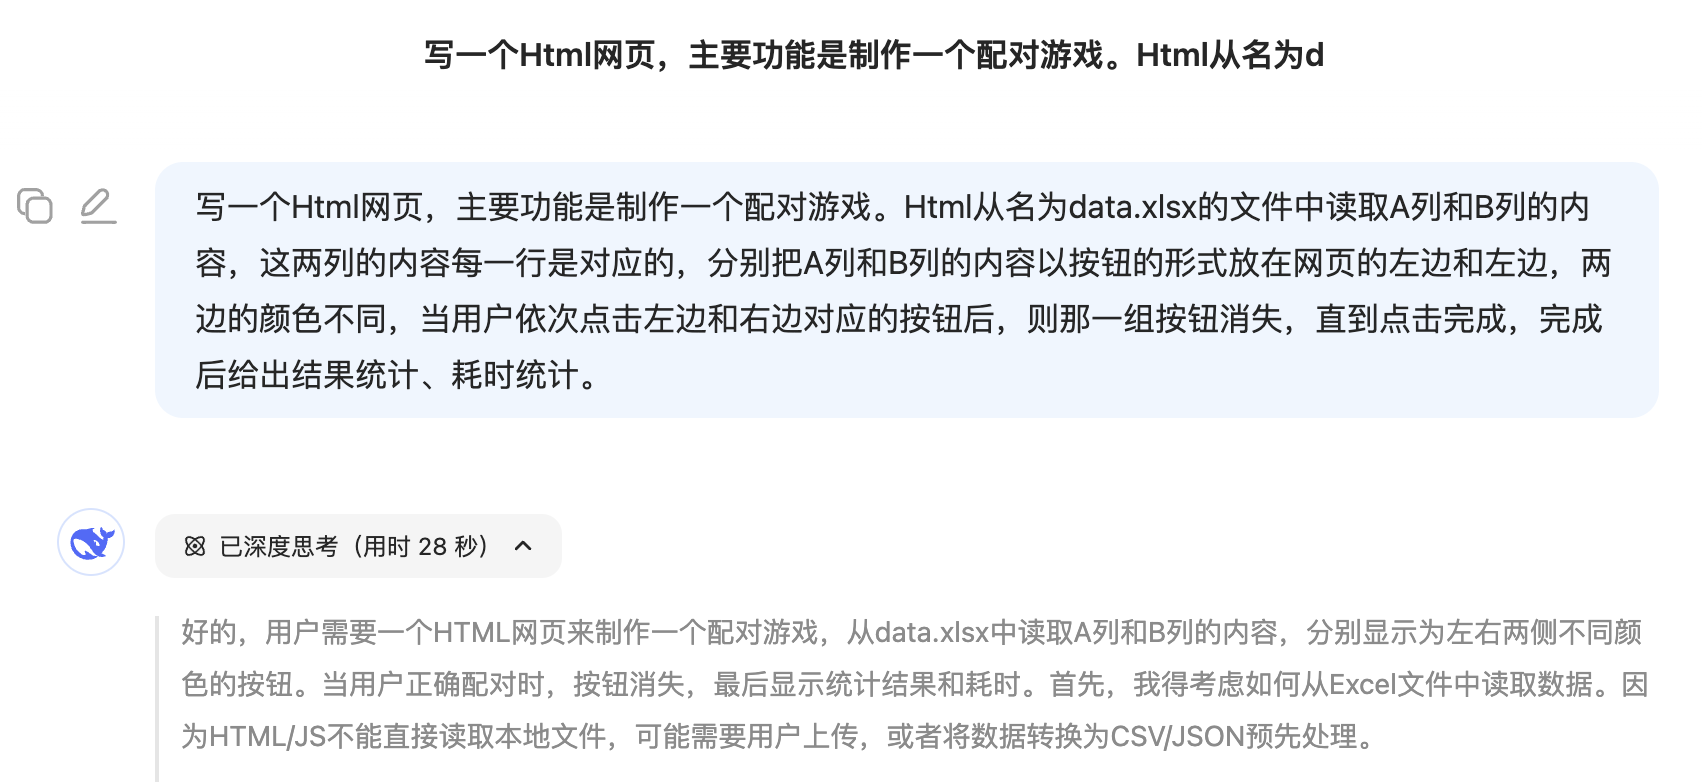 写一个Html网页，主要功能是制作一个配对游戏。Html从名为d
写一个Html网页，主要功能是制作一个配对游戏。Html从名为data.xlsx的文件中读取A列和B列的内
容，这两列的内容每一行是对应的，分别把A列和B列的内容以按钮的形式放在网页的左边和左边，两
边的颜色不同，当用户依次点击左边和右边对应的按钮后，则那一组按钮消失，直到点击完成，完成
后给出结果统计、耗时统计。
已深度思考（用时 28 秒）
好的，用户需要一个HTML网页来制作一个配对游戏，从data.xlsx中读取A列和B列的内容，分别显示为左右两侧不同颜
色的按钮。当用户正确配对时，按钮消失，最后显示统计结果和耗时。首先，我得考虑如何从Excel文件中读取数据。因
为HTML/JS不能直接读取本地文件，可能需要用户上传，或者将数据转换为CSV/JSON预先处理。